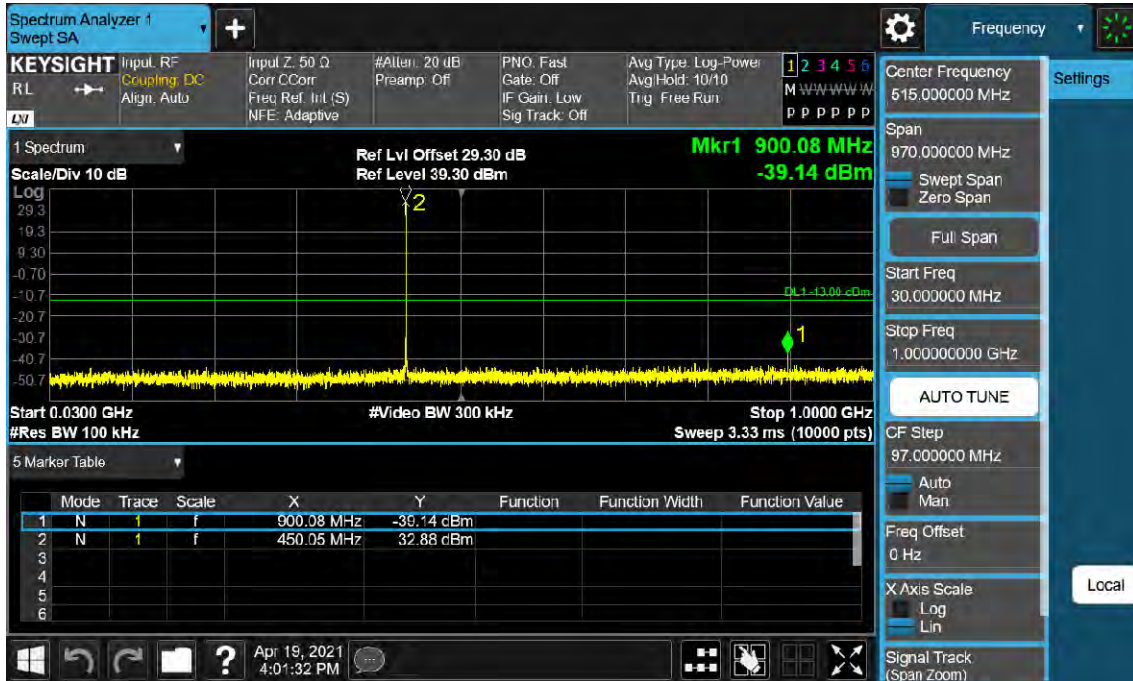 Spectrum Analyzer 1
Swept SA
Frequency
KEYSIGHT
RL
LXI
Input: RF
Coupling: DC
Align: Auto
Input Z: 50 Ω
Corr CCorr
Freq Ref: Int (S)
NFE: Adaptive
#Atten: 20 dB
Preamp: Off
PNO: Fast
Gate: Off
IF Gain: Low
Sig Track: Off
Avg Type: Log-Power
Avg|Hold: 10/10
Trig: Free Run
1 2 3 4 5 6
M W W W W W
P P P P P P
1 Spectrum
Scale/Div 10 dB
Ref Lvl Offset 29.30 dB
Ref Level 39.30 dBm
Mkr1 900.08 MHz
-39.14 dBm
Log
29.3
19.3
9.30
-0.70
-10.7
-20.7
-30.7
-40.7
-50.7
2
DL1 -13.00 dBm
1
Start 0.0300 GHz
#Res BW 100 kHz
#Video BW 300 kHz
Stop 1.0000 GHz
Sweep 3.33 ms (10000 pts)
5 Marker Table
Mode Trace Scale X Y Function Function Width Function Value
1 N 1 f 900.08 MHz -39.14 dBm
2 N 1 f 450.05 MHz 32.88 dBm
3
4
5
6
?
Apr 19, 2021
4:01:32 PM
Center Frequency
515.000000 MHz
Settings
Span
970.000000 MHz
Swept Span
Zero Span
Full Span
Start Freq
30.000000 MHz
Stop Freq
1.000000000 GHz
AUTO TUNE
CF Step
97.000000 MHz
Auto
Man
Freq Offset
0 Hz
X Axis Scale
Log
Lin
Local
Signal Track
(Span Zoom)